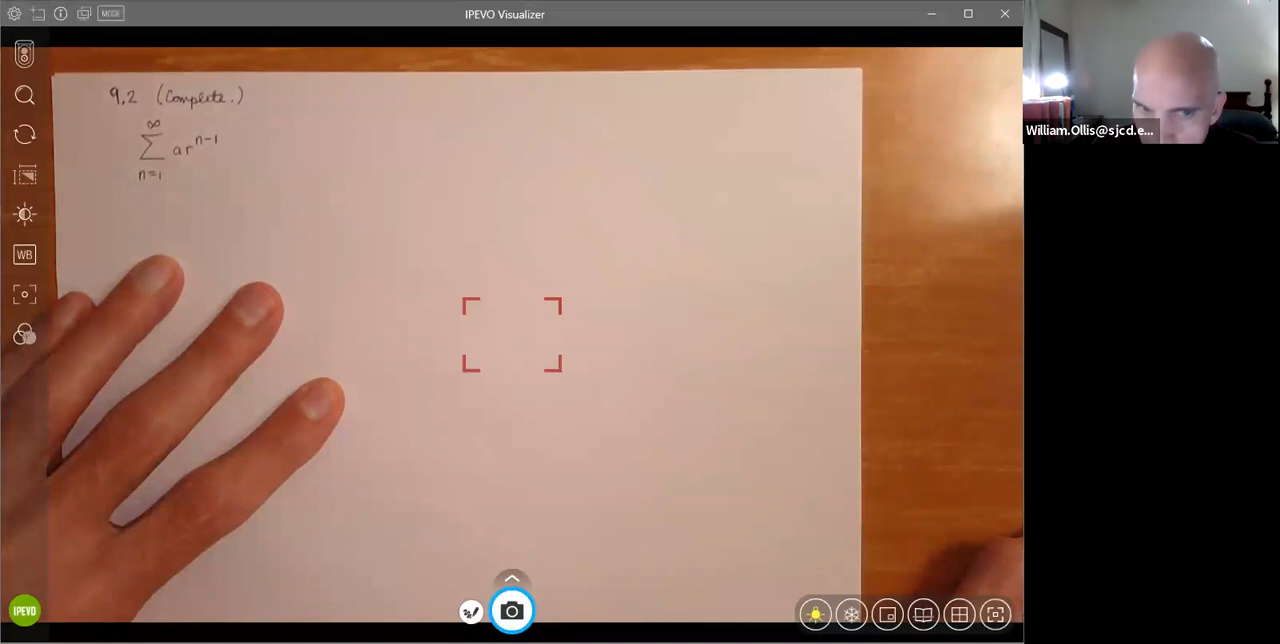 MODE
IPEVO Visualizer
9.2 (Complete.)
∞
∑ ar^{n-1}
n=1
WB
IPEVO
William.Ollis@sjcd.e...